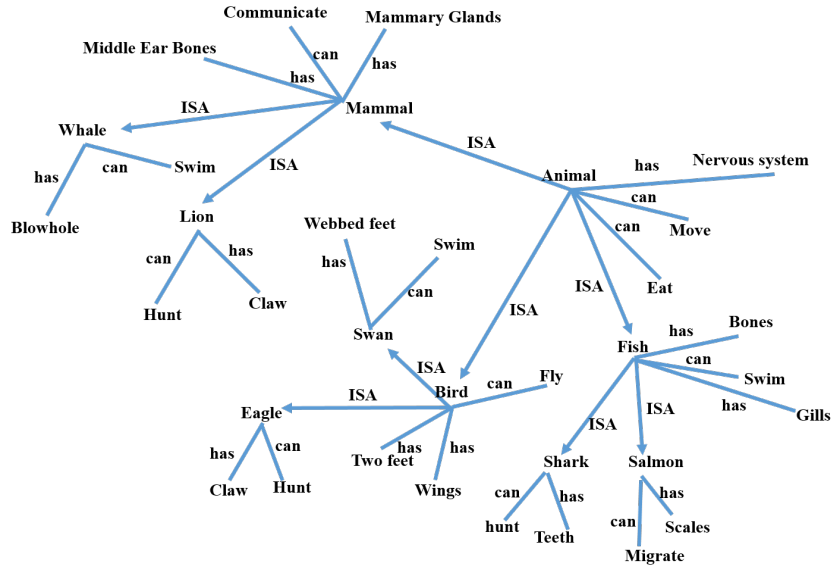 Communicate
Mammary Glands
Middle Ear Bones
can
has
has
ISA
Mammal
Whale
ISA
has
can
Swim
Blowhole
ISA
Animal
has
Nervous system
can
Move
can
Eat
Lion
can
has
Hunt
Claw
Webbed feet
has
Swim
can
Swan
ISA
ISA
ISA
Bird
can
Fly
ISA
Eagle
has
can
Claw
Hunt
has
Two feet
has
Wings
Fish
has
Bones
can
Swim
has
Gills
ISA
ISA
Shark
Salmon
can
has
hunt
Teeth
has
can
Scales
Migrate